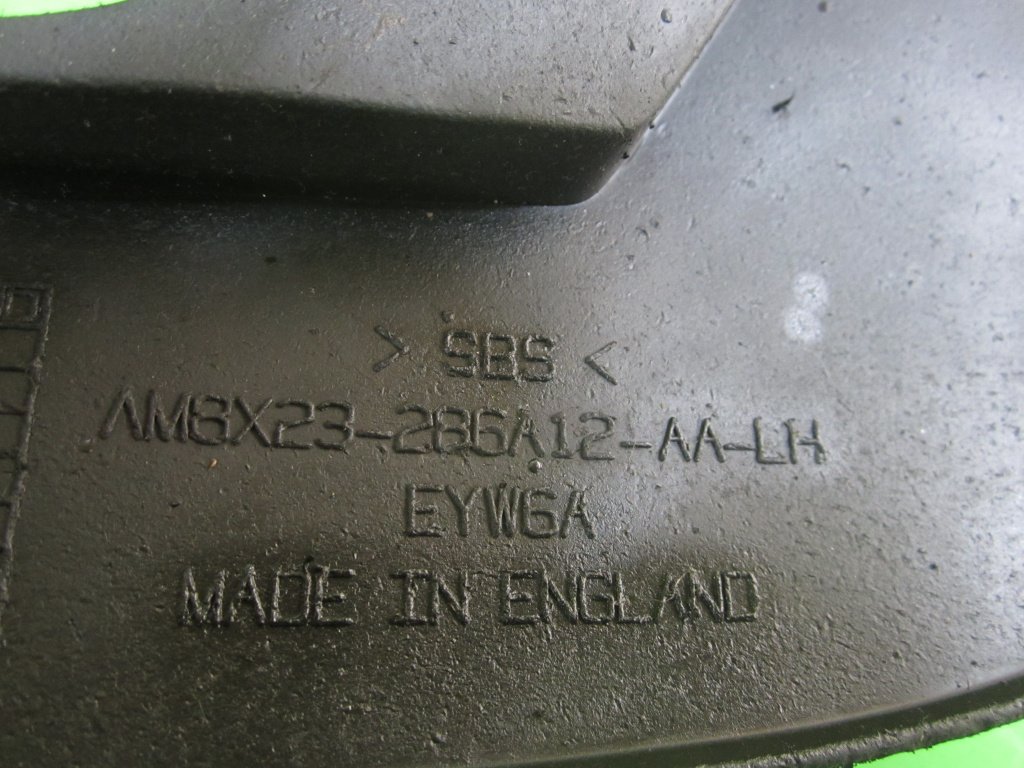 > SBS <
AM8X23-286A12-AA-LH
EYW6A
MADE IN ENGLAND